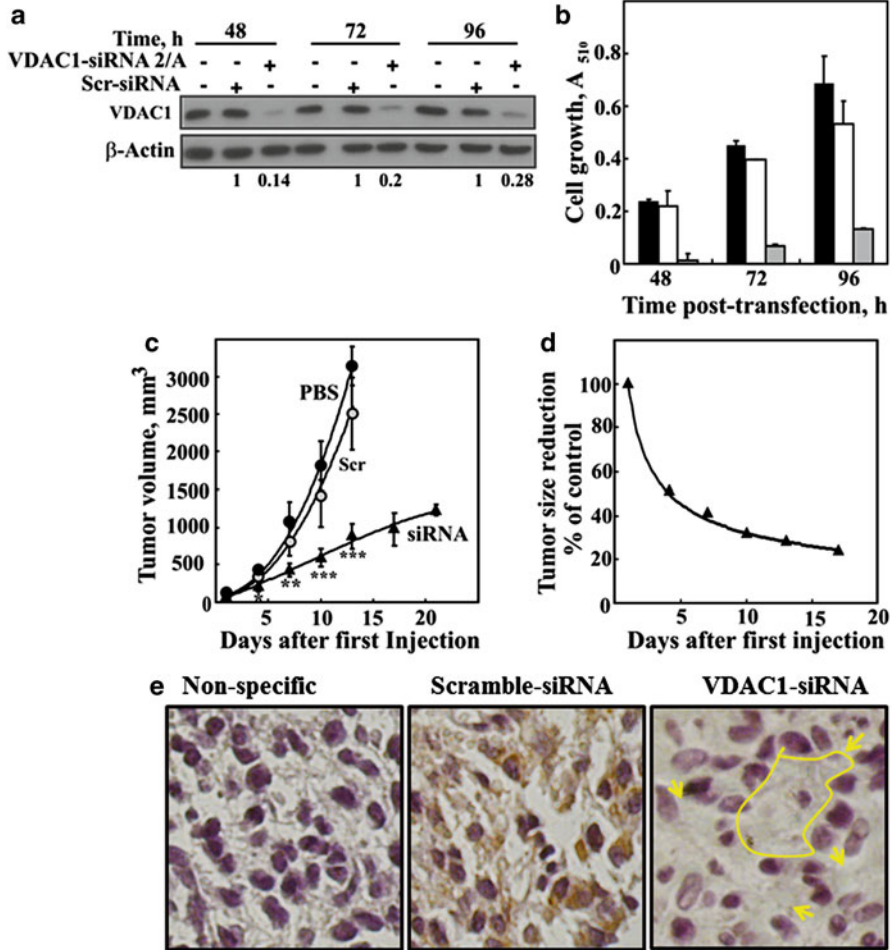 a
Time, h 48 72 96
VDAC1-siRNA 2/A - - + - - + - - +
Scr-siRNA - + - - + - - + -
VDAC1
β-Actin
1 0.14 1 0.2 1 0.28
b
Cell growth, A 510
0.8
0.6
0.4
0.2
0
48 72 96
Time post-transfection, h
c
Tumor volume, mm3
3000
2500
2000
1500
1000
500
0
PBS
Scr
siRNA
* ** *** ***
5 10 15 20
Days after First Injection
d
Tumor size reduction
% of control
100
80
60
40
20
0
5 10 15 20
Days after first injection
e
Non-specific Scramble-siRNA VDAC1-siRNA